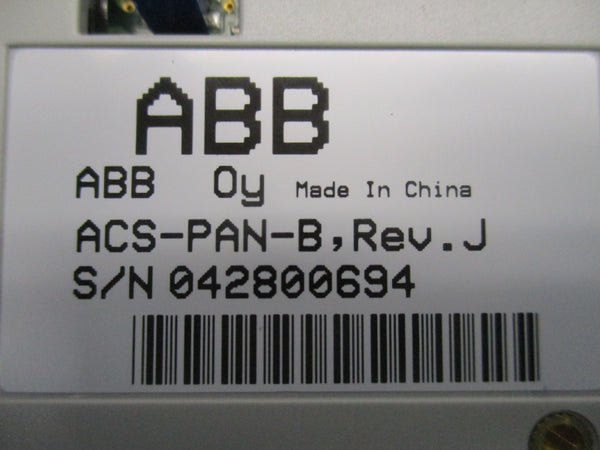 ABB
ABB Oy Made In China
ACS-PAN-B,Rev.J
S/N 042800694